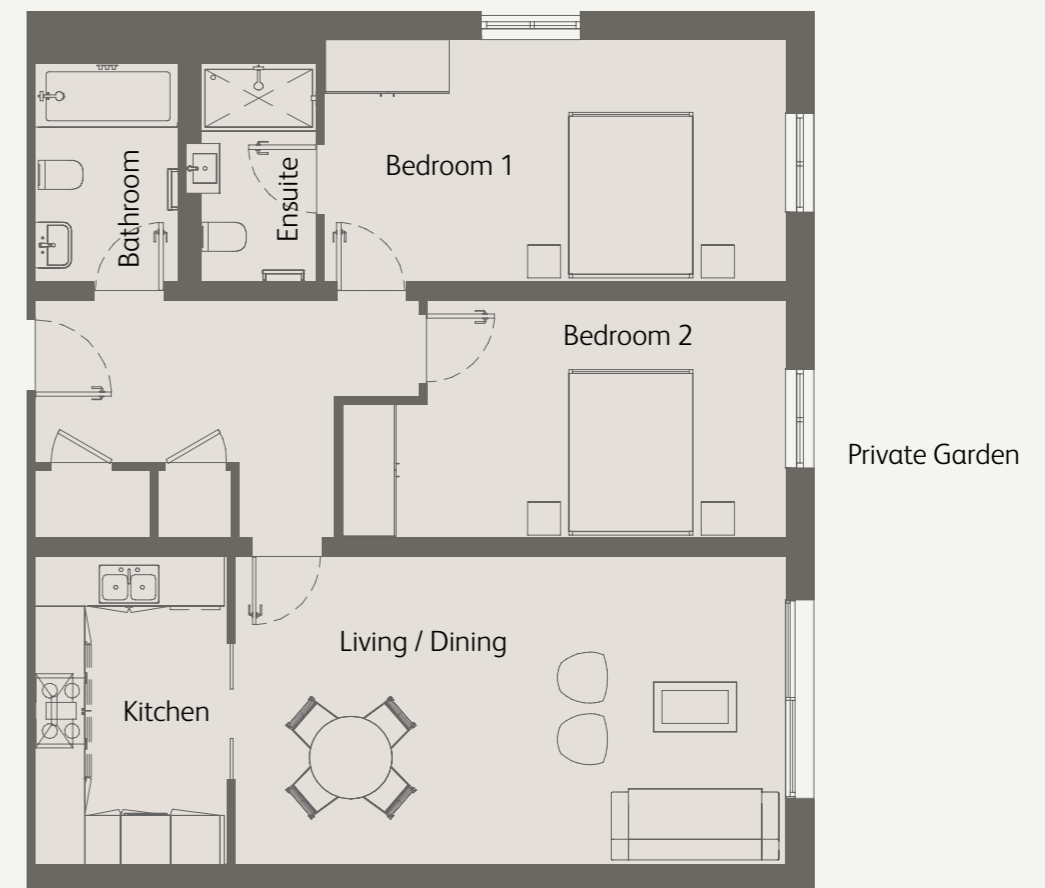 Bathroom
Ensuite
Bedroom 1
Bedroom 2
Private Garden
Living / Dining
Kitchen